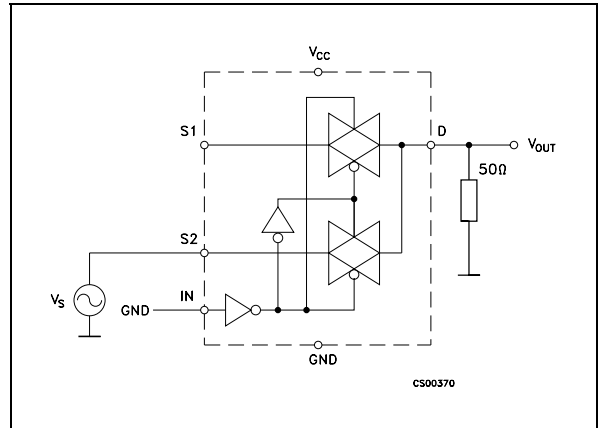 VCC
S1
D
VOUT
50Ω
S2
VS
GND
IN
GND
CS00370